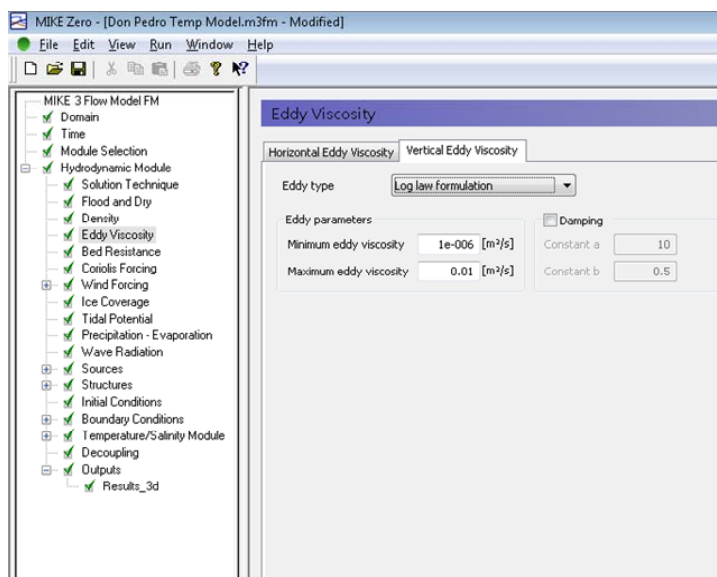 MIKE Zero - [Don Pedro Temp Model.m3fm - Modified]
File Edit View Run Window Help
MIKE 3 Flow Model FM
Domain
Time
Module Selection
Hydrodynamic Module
Solution Technique
Flood and Dry
Density
Eddy Viscosity
Bed Resistance
Coriolis Forcing
Wind Forcing
Ice Coverage
Tidal Potential
Precipitation - Evaporation
Wave Radiation
Sources
Structures
Initial Conditions
Boundary Conditions
Temperature/Salinity Module
Decoupling
Outputs
Results_3d
Eddy Viscosity
Horizontal Eddy Viscosity Vertical Eddy Viscosity
Eddy type Log law formulation
Eddy parameters
Minimum eddy viscosity 1e-006 [m²/s]
Maximum eddy viscosity 0.01 [m²/s]
Damping
Constant a 10
Constant b 0.5